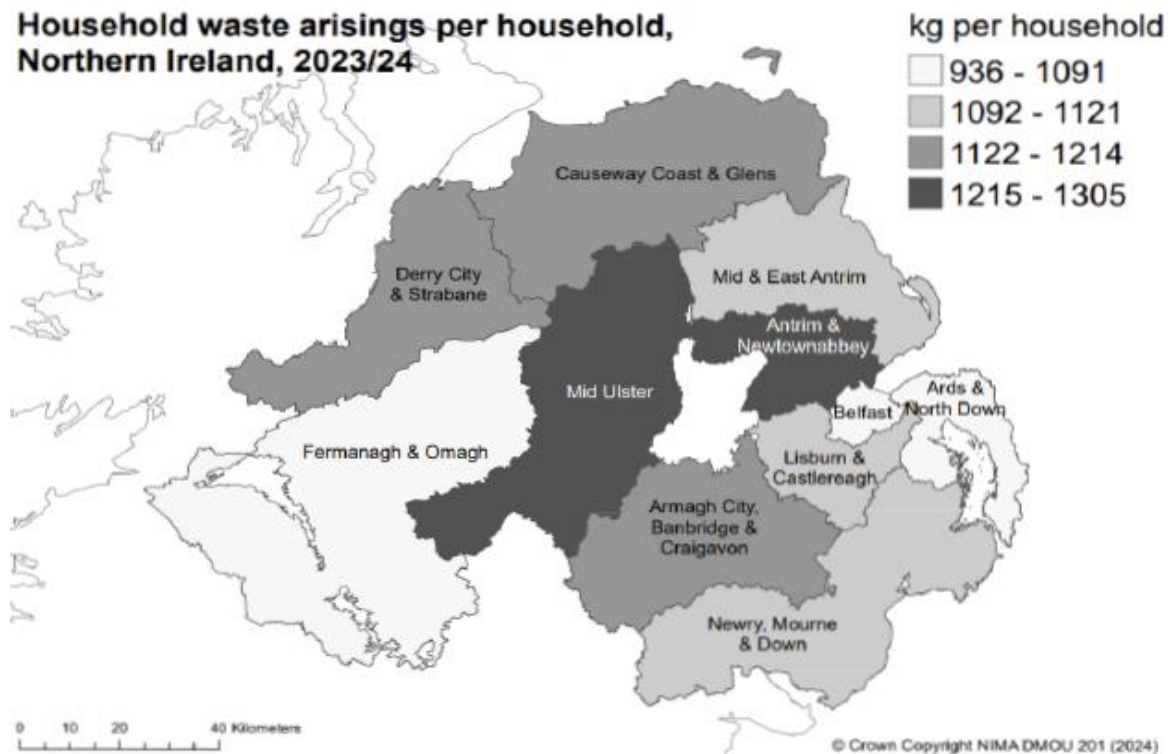 Household waste arisings per household,
Northern Ireland, 2023/24
kg per household
936 - 1091
1092 - 1121
1122 - 1214
1215 - 1305
Causeway Coast & Glens
Derry City
& Strabane
Mid & East Antrim
Antrim &
Newtownabbey
Mid Ulster
Ards &
North Down
Belfast
Fermanagh & Omagh
Lisburn &
Castlereagh
Armagh City,
Banbridge &
Craigavon
Newry, Mourne
& Down
0 10 20 40 Kilometers
© Crown Copyright NIMA DMOU 201 (2024)